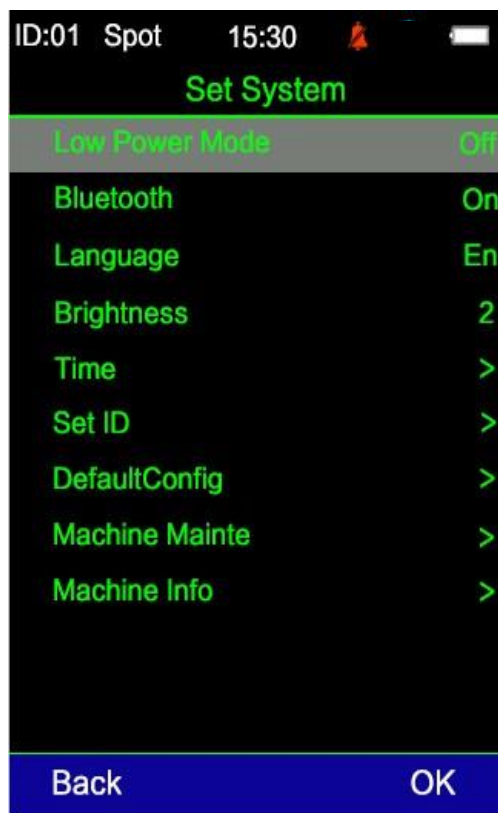 ID:01 Spot 15:30
Set System
Low Power Mode Off
Bluetooth On
Language En
Brightness 2
Time >
Set ID >
DefaultConfig >
Machine Mainte >
Machine Info >
Back OK